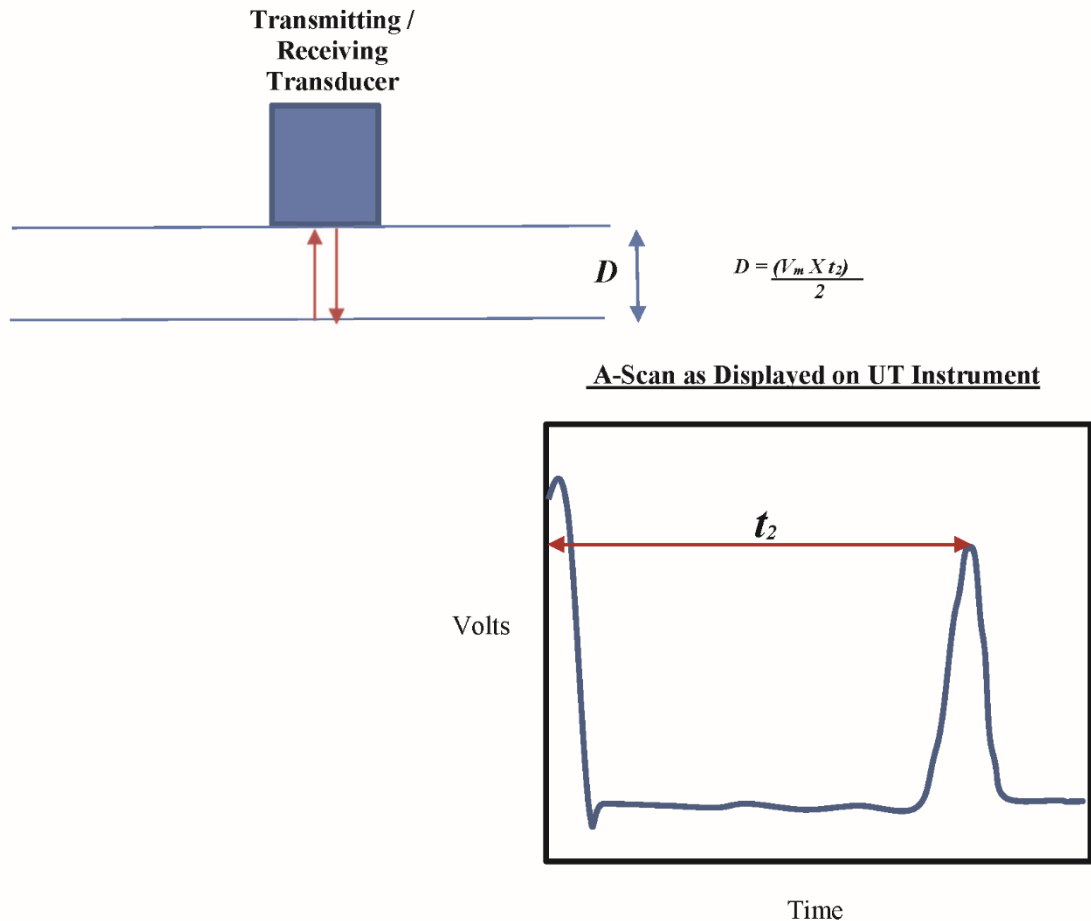 Transmitting /
Receiving
Transducer
D
D = (Vm X t2)
2
A-Scan as Displayed on UT Instrument
t2
Volts
Time